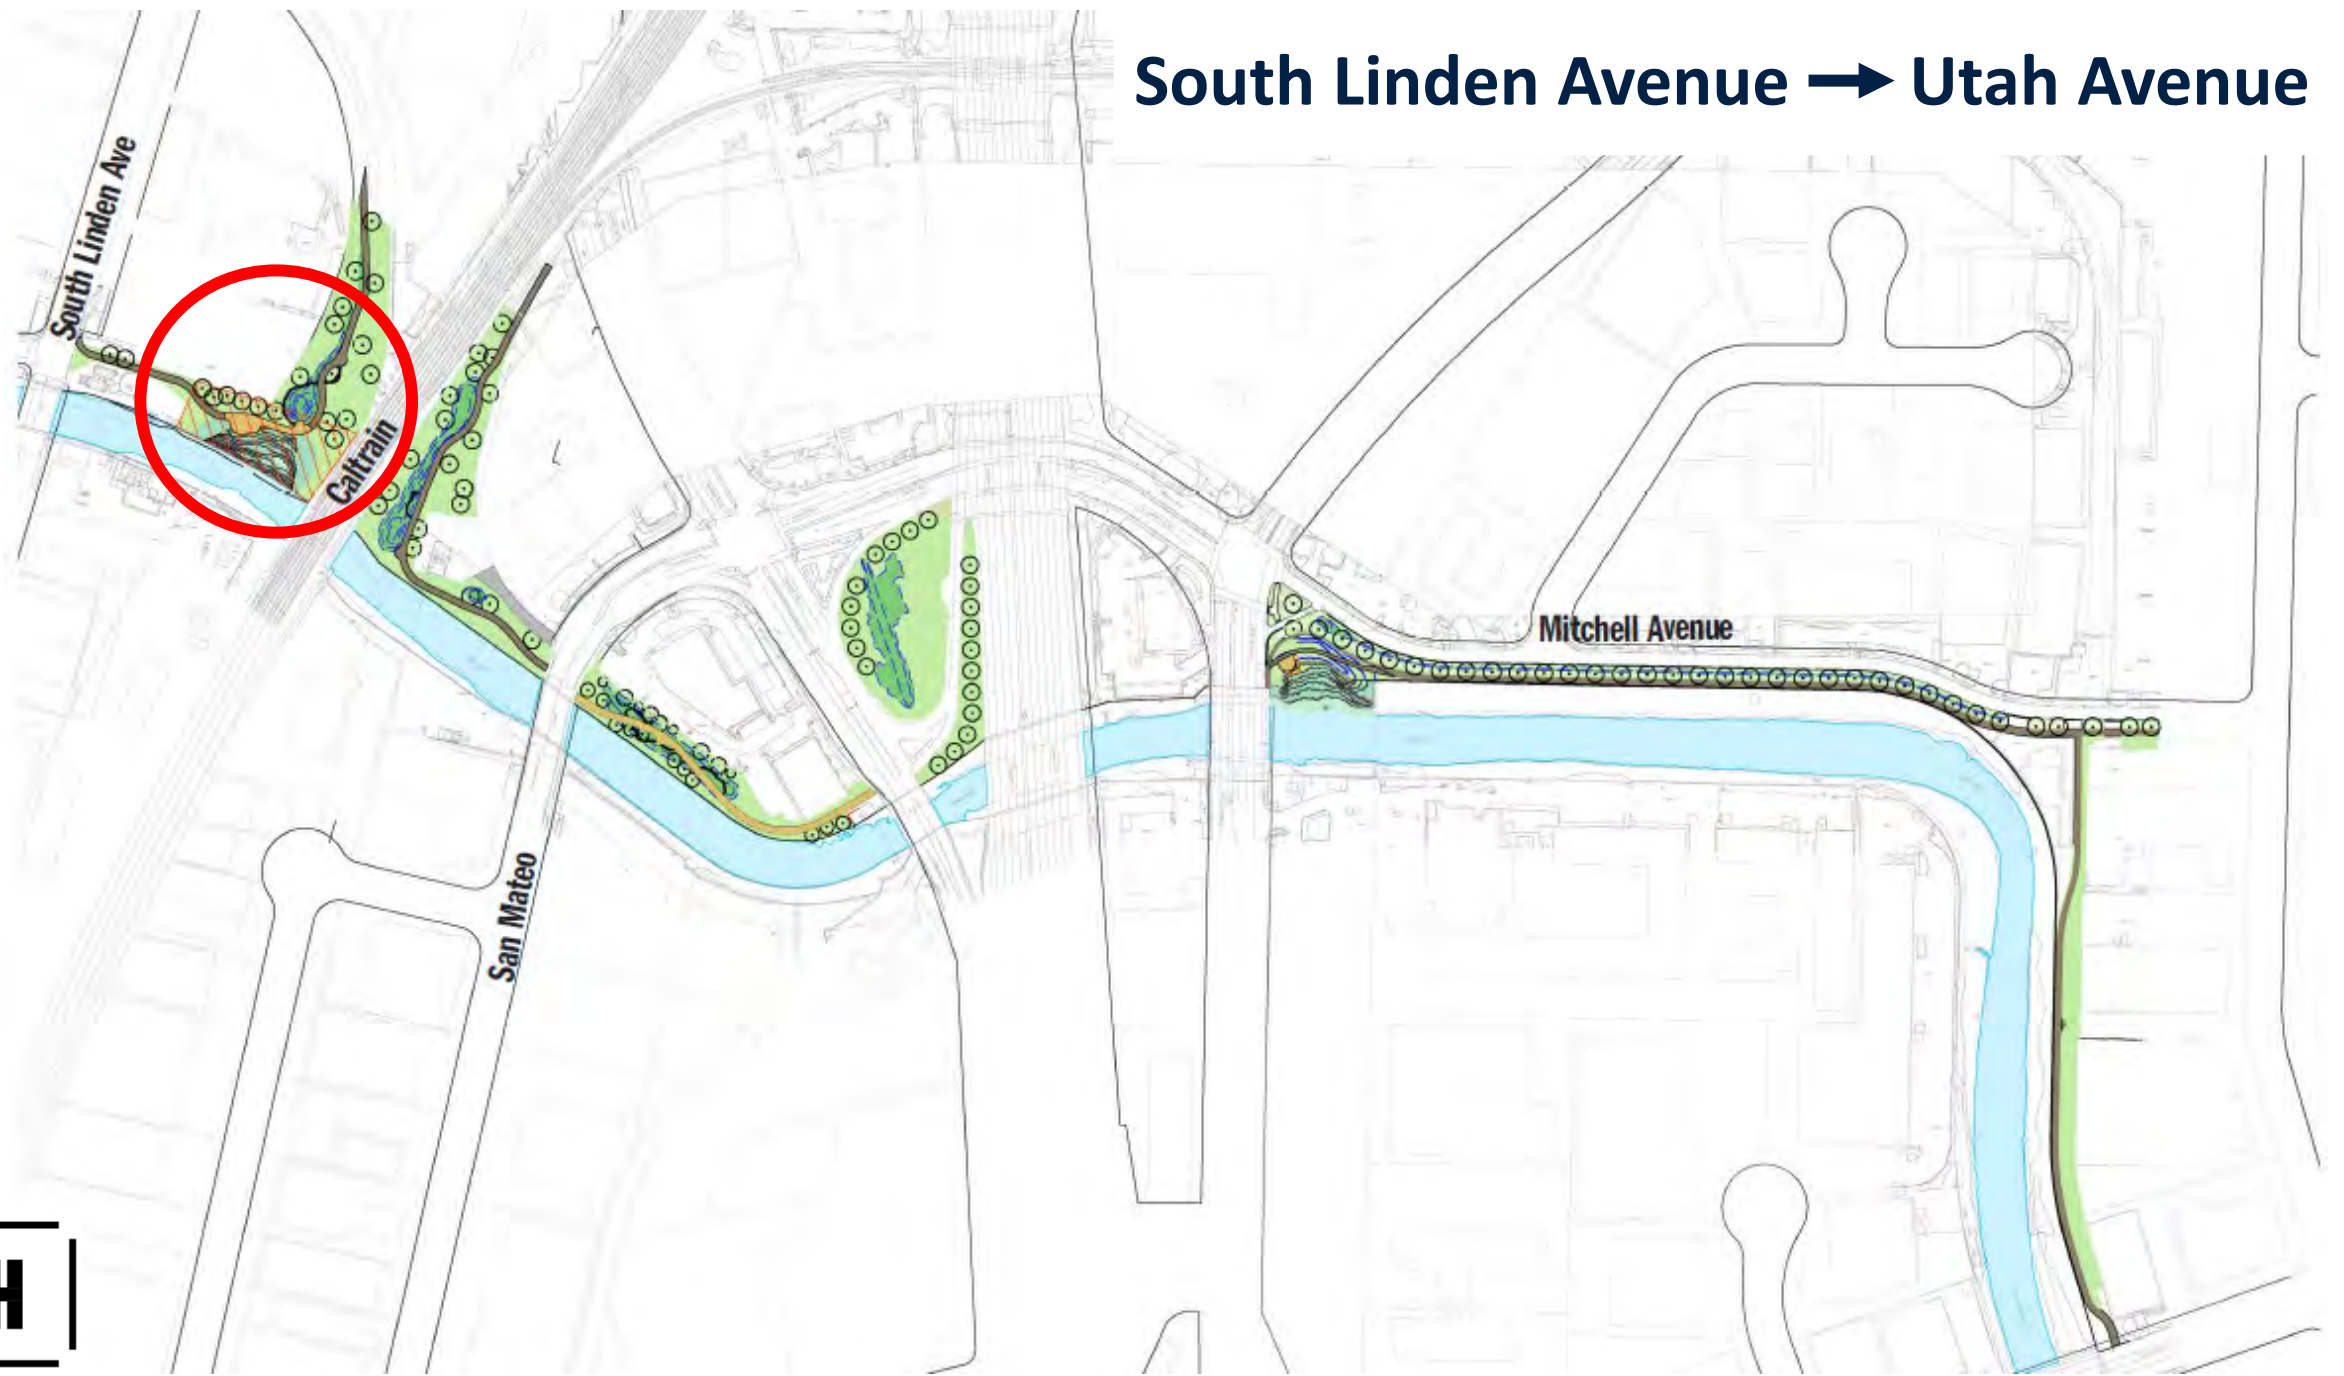 South Linden Avenue → Utah Avenue
South Linden Ave
Caltrain
Mitchell Avenue
San Mateo
H